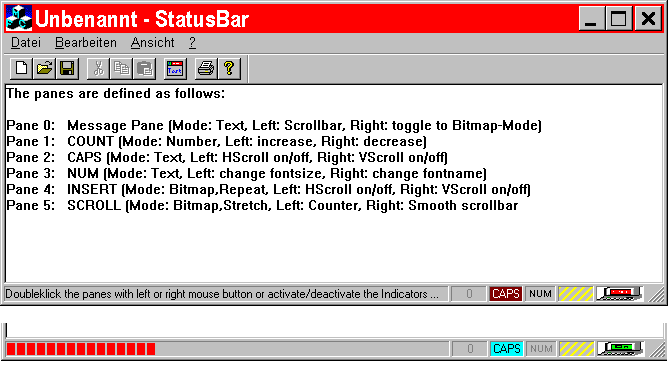 Unbenannt - StatusBar
Datei Bearbeiten Ansicht ?
Text
The panes are defined as follows:
Pane 0: Message Pane (Mode: Text, Left: Scrollbar, Right: toggle to Bitmap-Mode)
Pane 1: COUNT (Mode: Number, Left: increase, Right: decrease)
Pane 2: CAPS (Mode: Text, Left: HScroll on/off, Right: VScroll on/off)
Pane 3: NUM (Mode: Text, Left: change fontsize, Right: change fontname)
Pane 4: INSERT (Mode: Bitmap,Repeat, Left: HScroll on/off, Right: VScroll on/off)
Pane 5: SCROLL (Mode: Bitmap,Stretch, Left: Counter, Right: Smooth scrollbar
Doubleklick the panes with left or right mouse button or activate/deactivate the Indicators ... 0 CAPS NUM
0 CAPS NUM